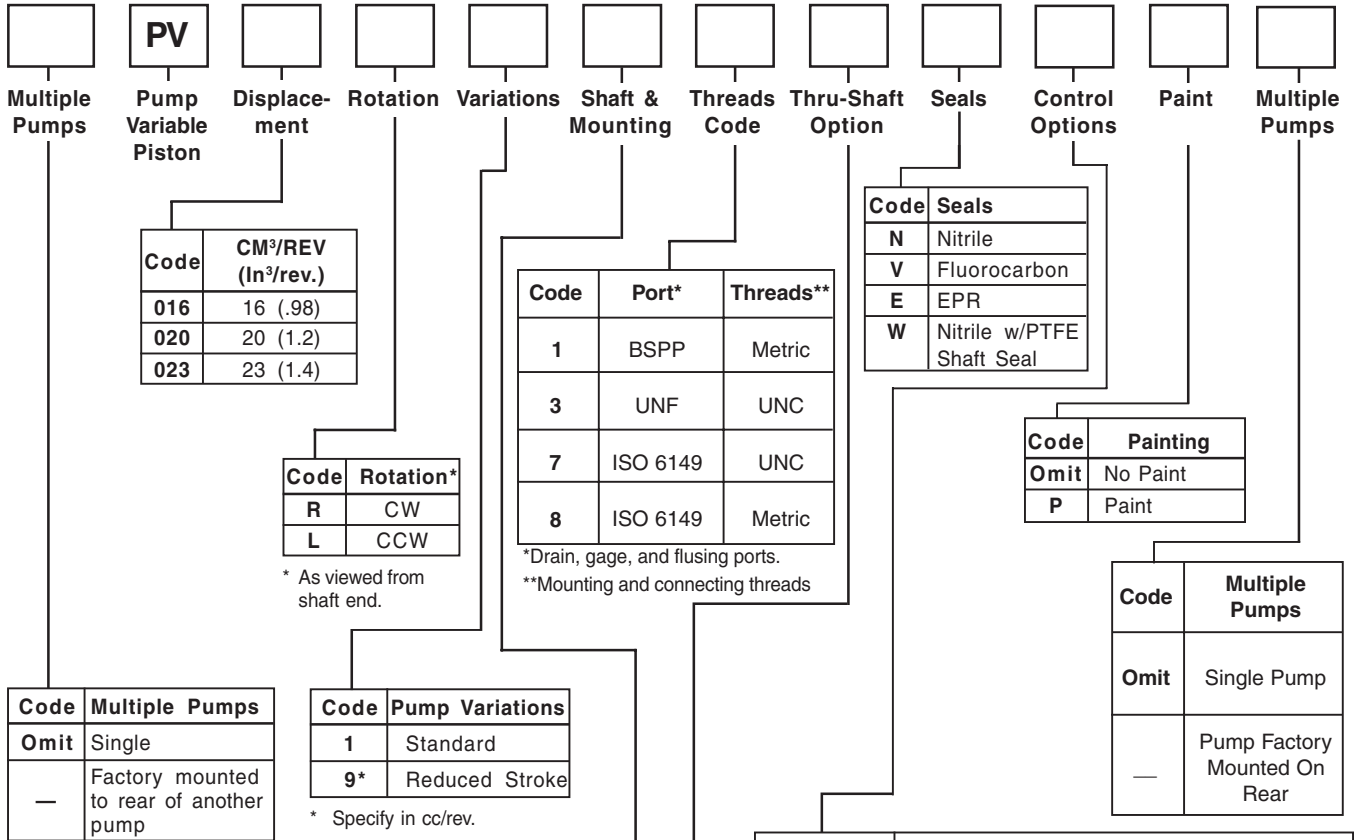 PV
Multiple Pumps
Pump Variable Piston
Displace-ment
Rotation
Variations
Shaft & Mounting
Threads Code
Thru-Shaft Option
Seals
Control Options
Paint
Multiple Pumps
Code CM³/REV (In³/rev.)
016 16 (.98)
020 20 (1.2)
023 23 (1.4)
Code Rotation*
R CW
L CCW
* As viewed from
shaft end.
Code Port* Threads**
1 BSPP Metric
3 UNF UNC
7 ISO 6149 UNC
8 ISO 6149 Metric
*Drain, gage, and flusing ports.
**Mounting and connecting threads
Code Seals
N Nitrile
V Fluorocarbon
E EPR
W Nitrile w/PTFE
Shaft Seal
Code Painting
Omit No Paint
P Paint
Code Multiple Pumps
Omit Single Pump
__ Pump Factory
Mounted On
Rear
Code Multiple Pumps
Omit Single
— Factory mounted
to rear of another
pump
Code Pump Variations
1 Standard
9* Reduced Stroke
* Specify in cc/rev.